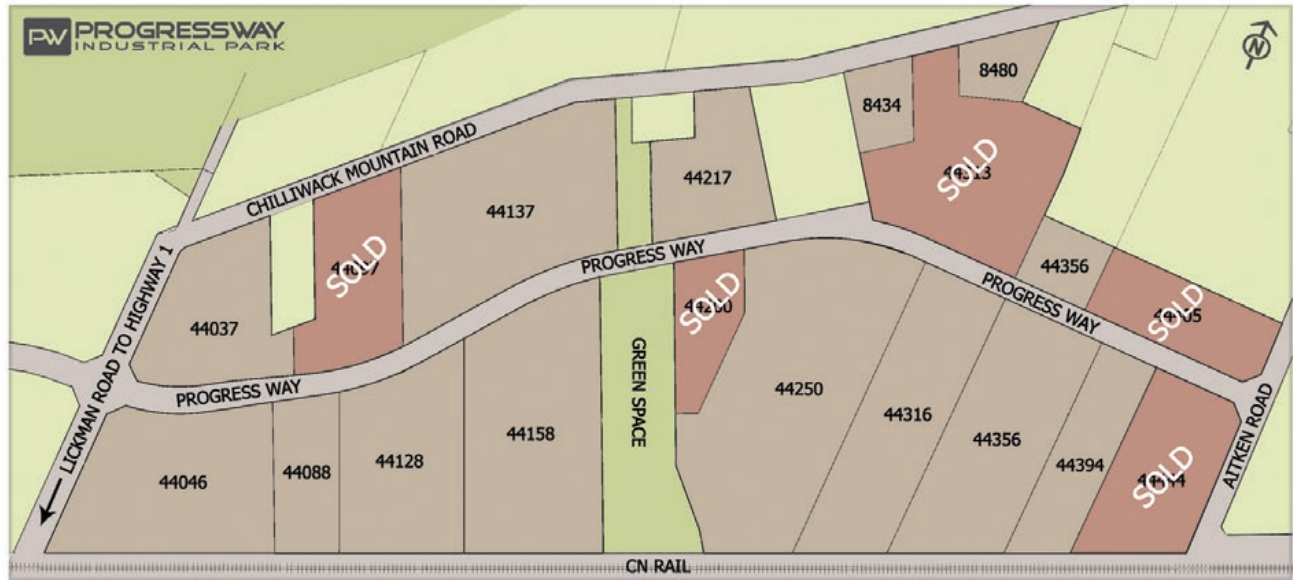 PW PROGRESSWAY
INDUSTRIAL PARK
N
8480
8434
CHILLIWACK MOUNTAIN ROAD
SOLD
44313
44217
44137
SOLD
PROGRESS WAY
44356
LICKMAN ROAD TO HIGHWAY 1
44037
SOLD
PROGRESS WAY
SOLD
GREEN SPACE
PROGRESS WAY
44250
44316
44356
44394
SOLD
44444
AITKEN ROAD
44158
44128
44088
44046
CN RAIL